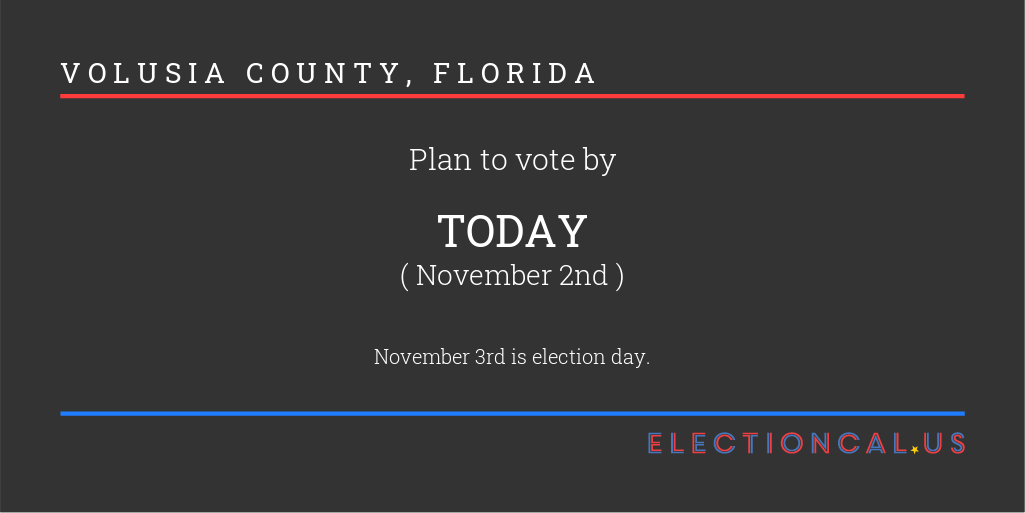 VOLUSIA COUNTY, FLORIDA
Plan to vote by
TODAY
( November 2nd )
November 3rd is election day.
ELECTIONCAL.US